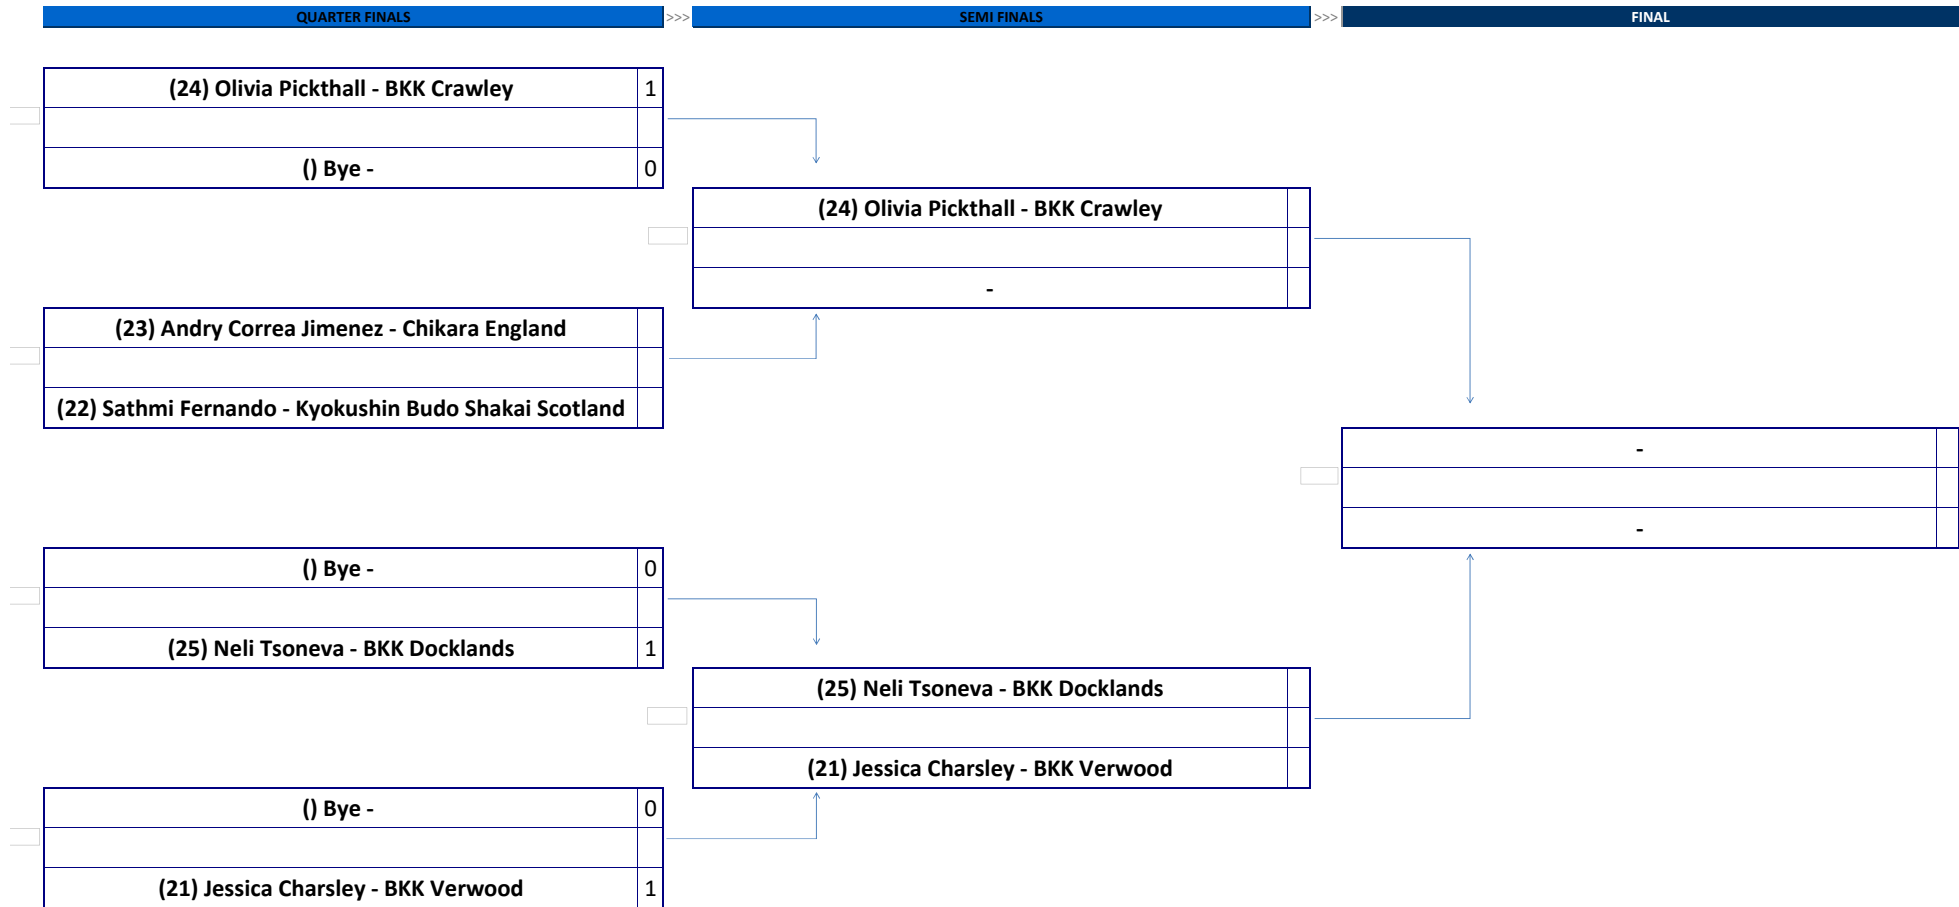 QUARTER FINALS >>> SEMI FINALS >>> FINAL
(24) Olivia Pickthall - BKK Crawley 1
() Bye - 0
(24) Olivia Pickthall - BKK Crawley
-
(23) Andry Correa Jimenez - Chikara England
(22) Sathmi Fernando - Kyokushin Budo Shakai Scotland
-
-
() Bye - 0
(25) Neli Tsoneva - BKK Docklands 1
(25) Neli Tsoneva - BKK Docklands
(21) Jessica Charsley - BKK Verwood
() Bye - 0
(21) Jessica Charsley - BKK Verwood 1